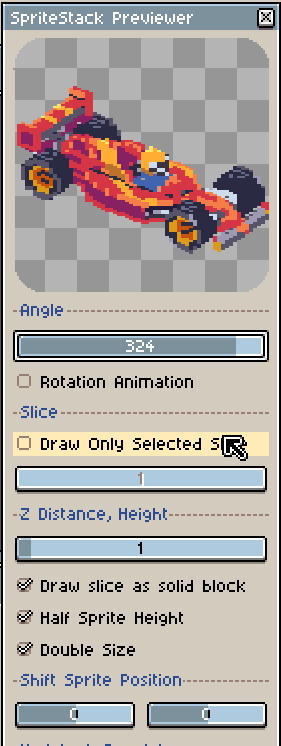 SpriteStack Previewer
Angle
324
Rotation Animation
Slice
Draw Only Selected
1
Z Distance, Height
1
Draw slice as solid block
Half Sprite Height
Double Size
Shift Sprite Position
0 0